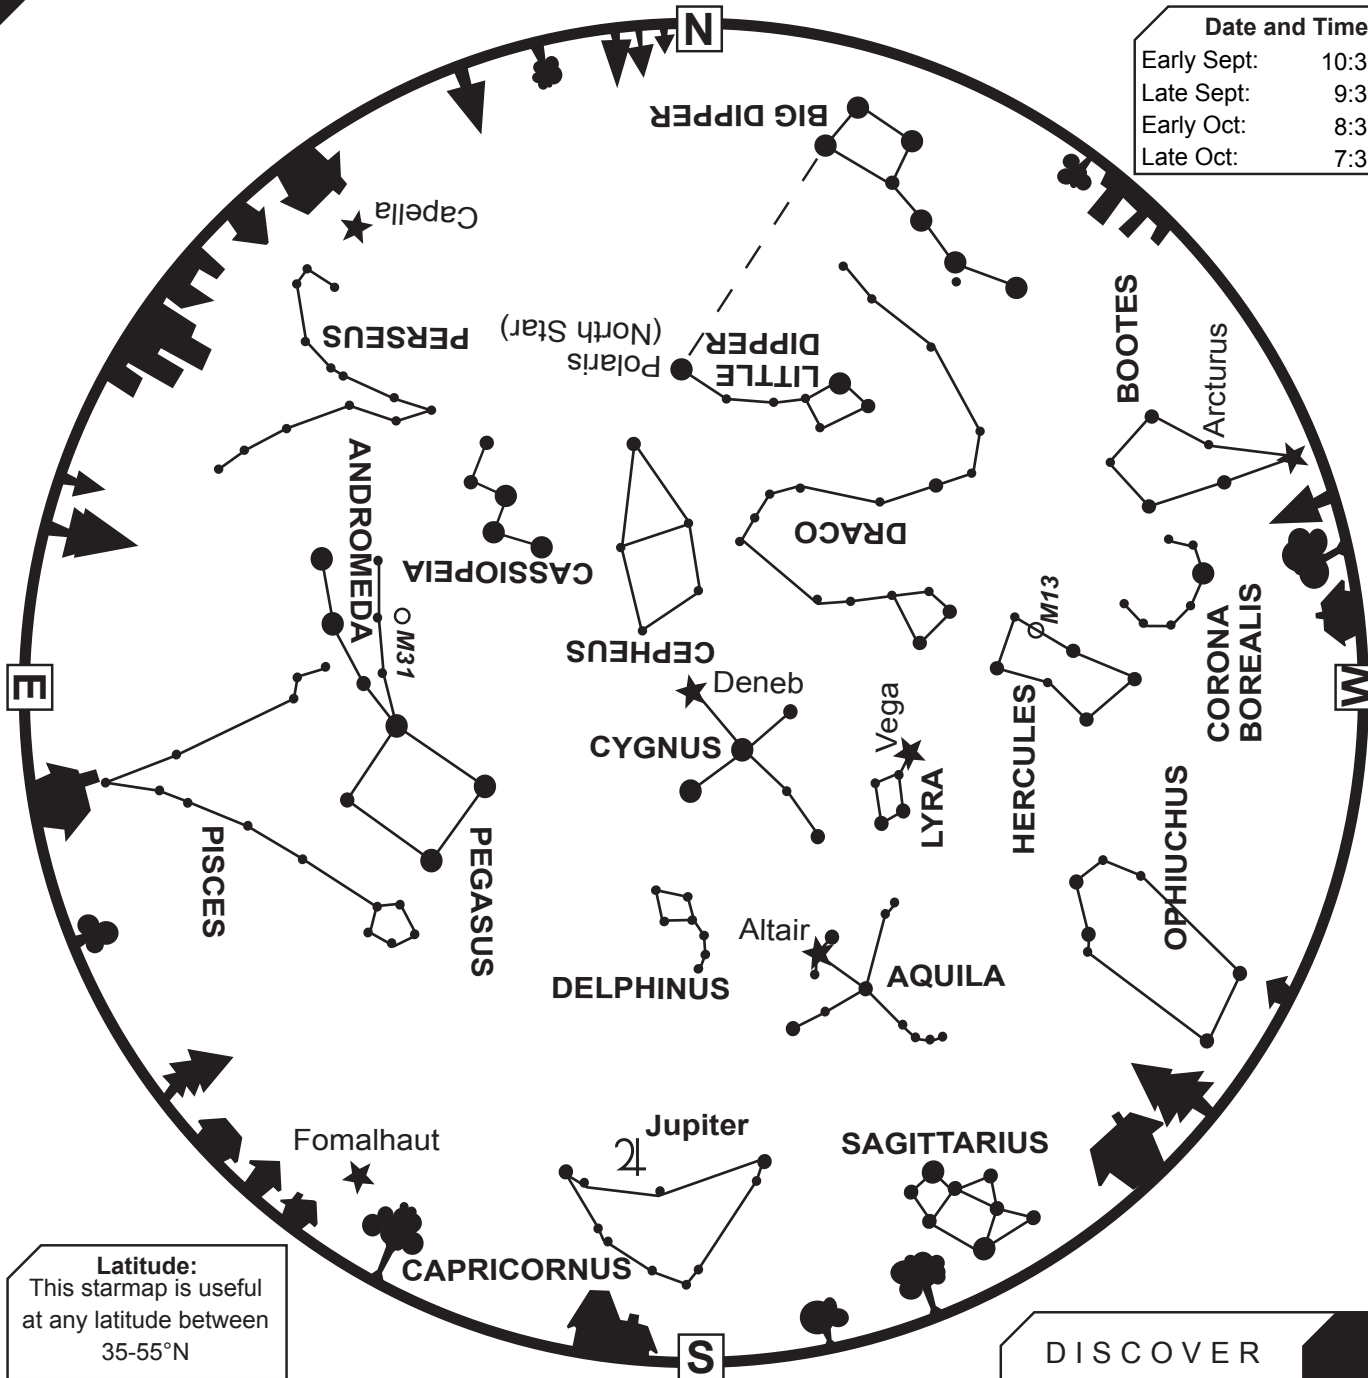 N
Date and Time
Early Sept: 10:3
Late Sept: 9:3
Early Oct: 8:3
Late Oct: 7:3
BIG DIPPER
Capella
PERSEUS
Polaris
(North Star)
LITTLE
DIPPER
BOOTES
Arcturus
ANDROMEDA
CASSIOPEIA
DRACO
M31
CEPHEUS
M13
CORONA
BOREALIS
E
W
Deneb
CYGNUS
Vega
LYRA
HERCULES
PISCES
PEGASUS
OPHIUCHUS
Altair
DELPHINUS
AQUILA
Fomalhaut
Jupiter
♃
SAGITTARIUS
CAPRICORNUS
Latitude:
This starmap is useful
at any latitude between
35-55°N
S
DISCOVER